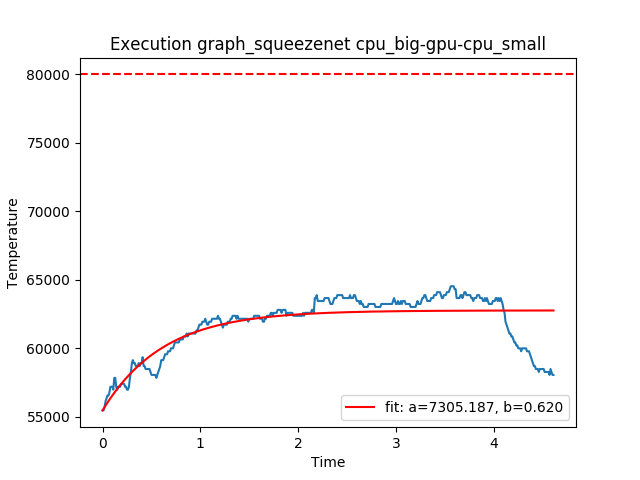 Execution graph_squeezenet cpu_big-gpu-cpu_small
80000
75000
70000
65000
60000
55000
Temperature
fit: a=7305.187, b=0.620
0 1 2 3 4
Time